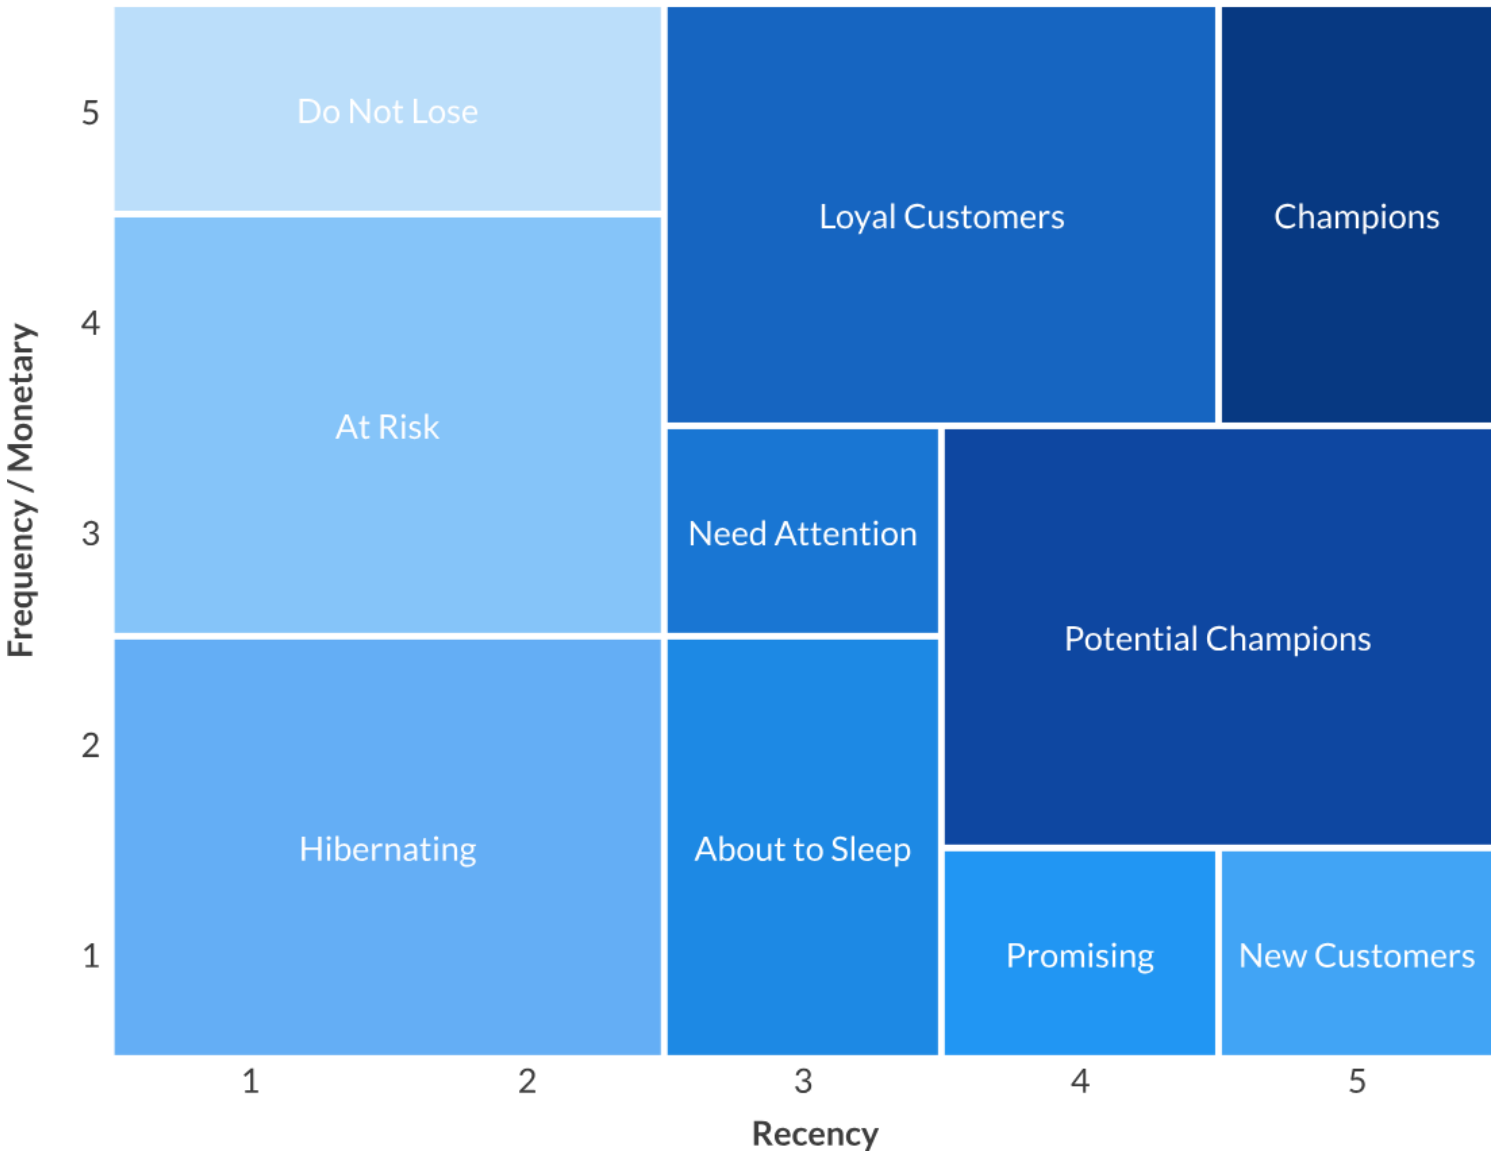 Do Not Lose
Loyal Customers
Champions
At Risk
Need Attention
Potential Champions
Hibernating
About to Sleep
Promising
New Customers
Frequency / Monetary
5
4
3
2
1
1
2
3
4
5
Recency